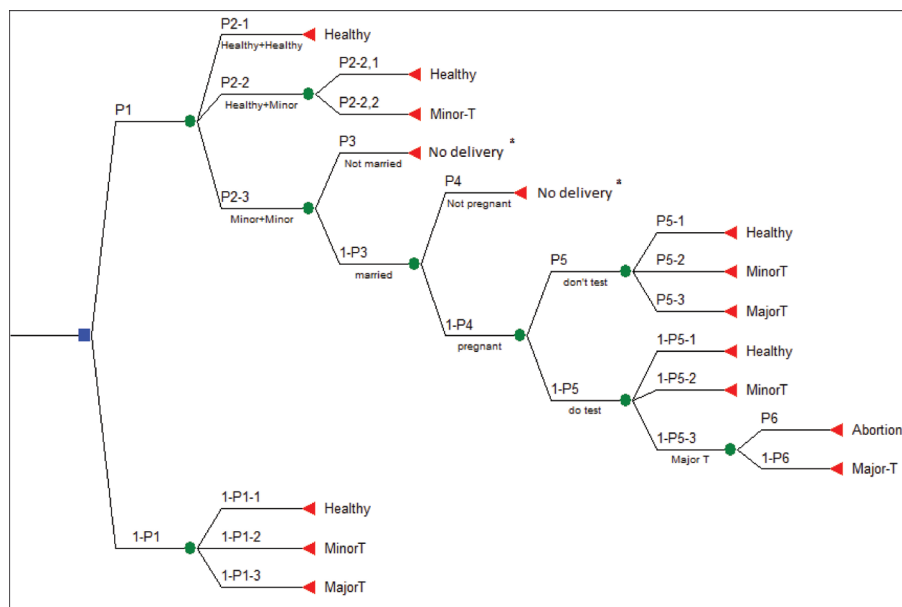 P2-1
Healthy
Healthy+Healthy
P2-2,1
P2-2
Healthy
Healthy+Minor
P2-2,2
P1
Minor-T
P3
No delivery *
Not married
P4
P2-3
No delivery *
Not pregnant
Minor+Minor
P5-1
Healthy
1-P3
P5
P5-2
married
MinorT
don't test
P5-3
MajorT
1-P4
1-P5-1
pregnant
Healthy
1-P5
1-P5-2
MinorT
do test
P6
1-P5-3
Abortion
Major T
1-P6
Major-T
1-P1-1
Healthy
1-P1
1-P1-2
MinorT
1-P1-3
MajorT